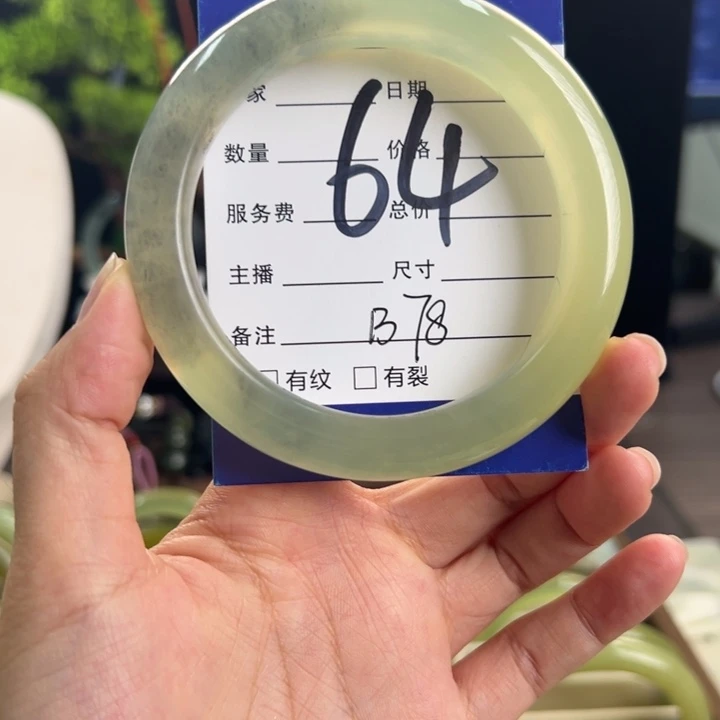 家 日期
64
数量 价格
服务费 总价
主播 尺寸
备注 B78
有纹 有裂